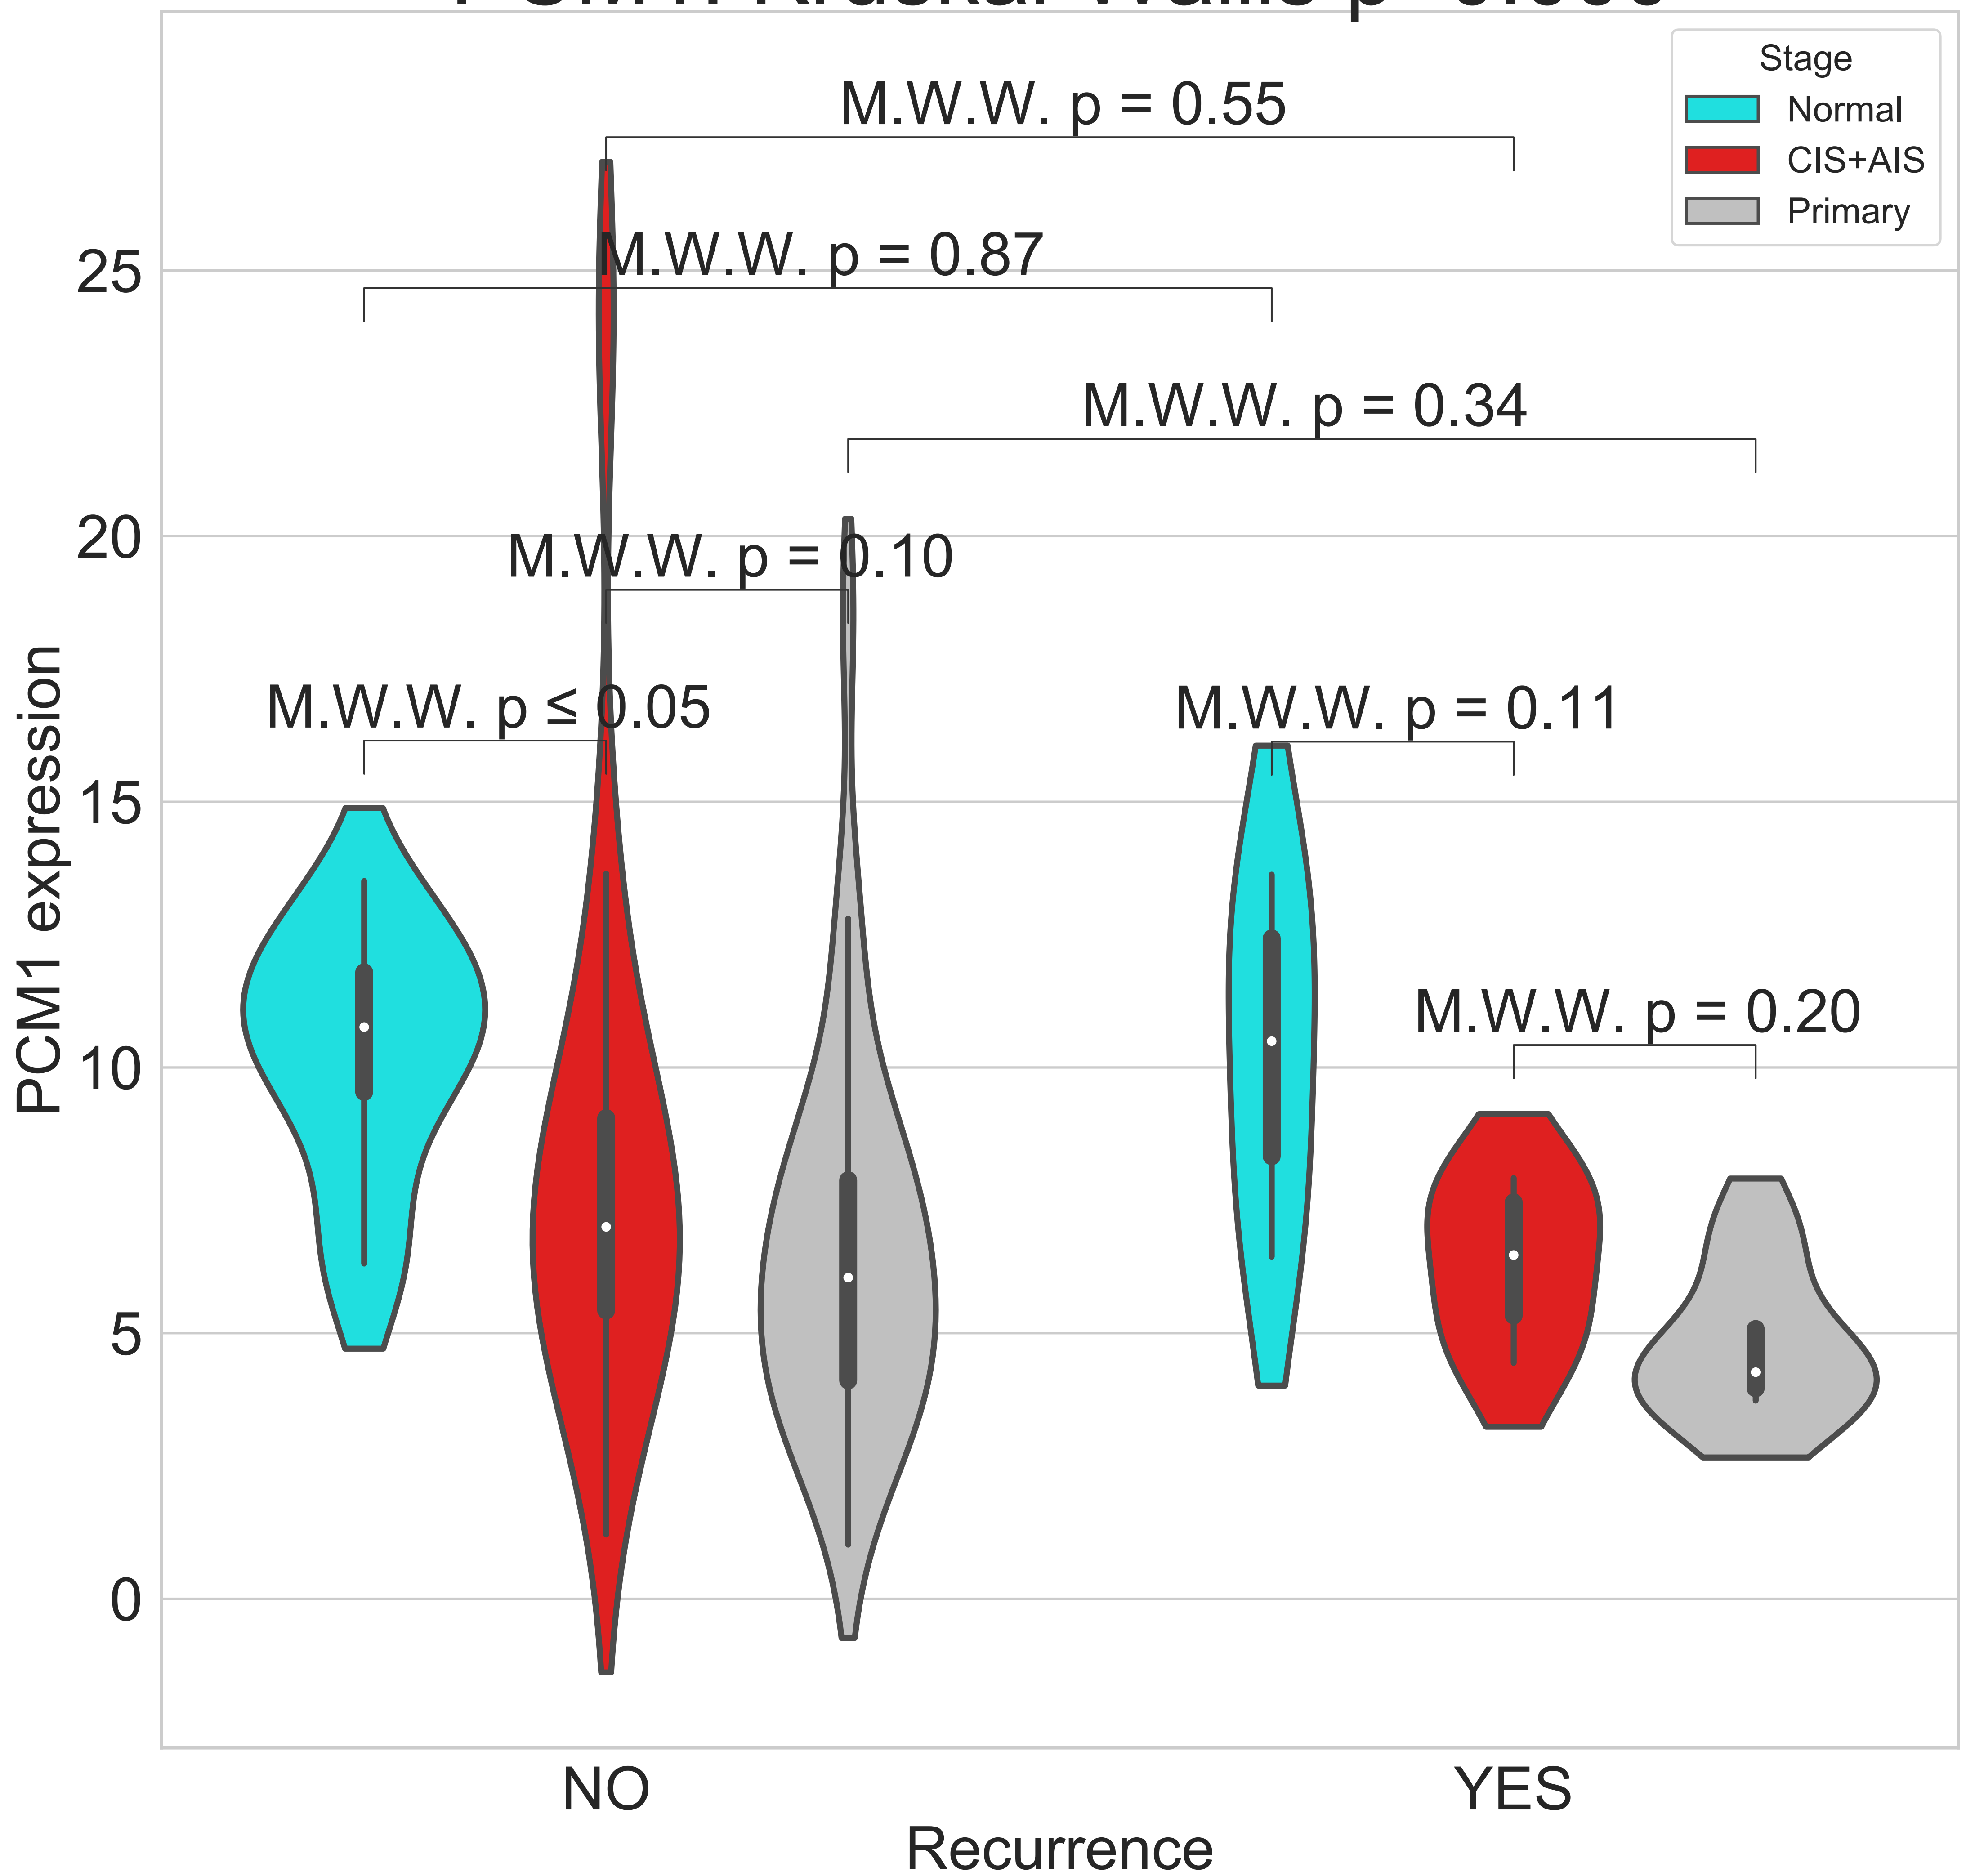 Stage
Normal
CIS+AIS
Primary
M.W.W. p = 0.55
M.W.W. p = 0.87
M.W.W. p = 0.34
M.W.W. p = 0.10
M.W.W. p ≤ 0.05
M.W.W. p = 0.11
M.W.W. p = 0.20
25
20
15
10
5
0
PCM1 expression
NO
YES
Recurrence